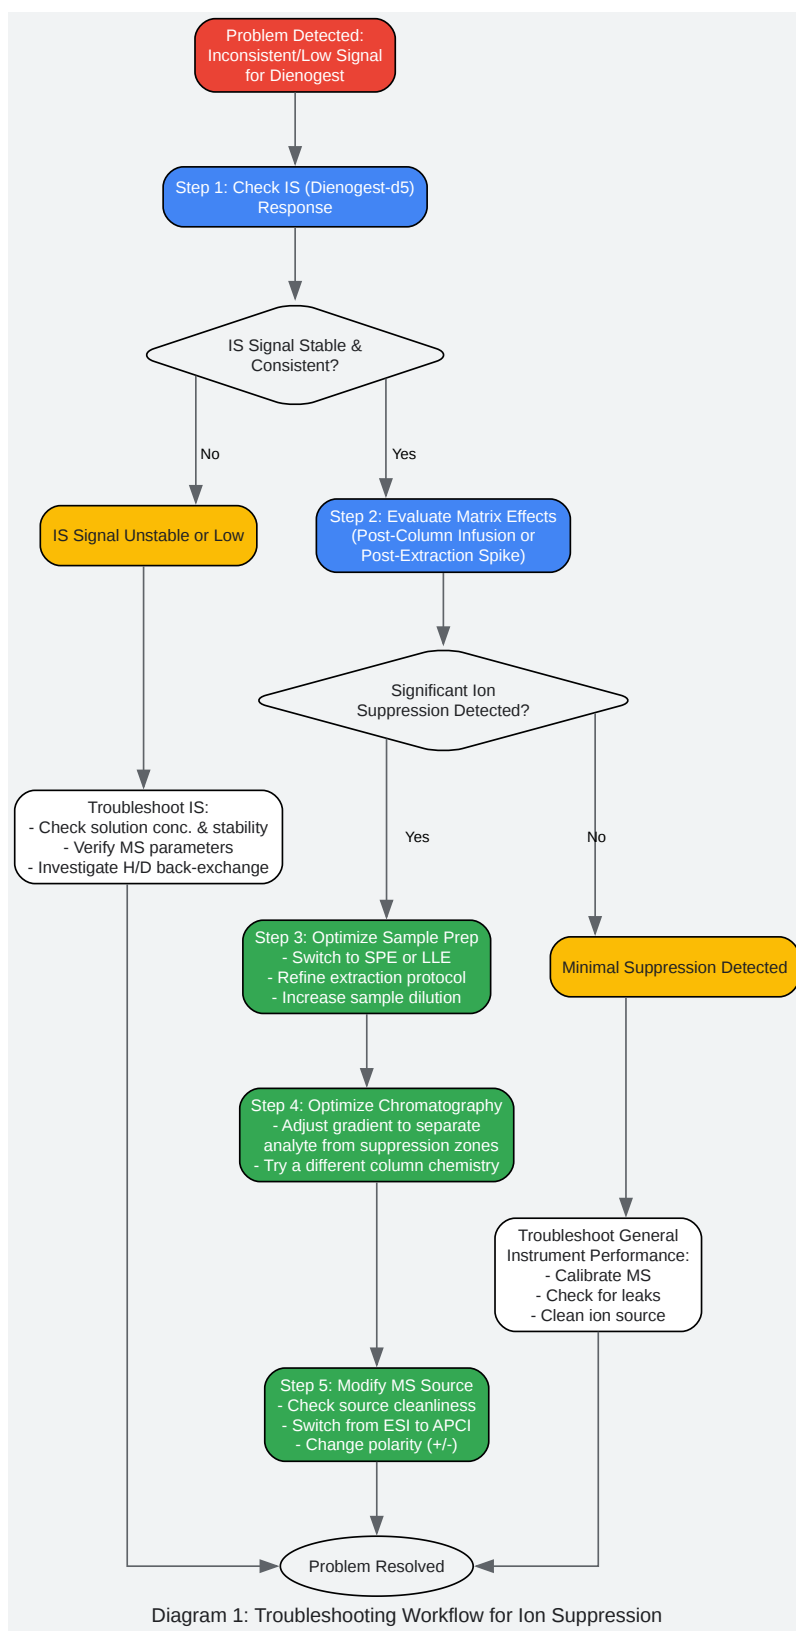 Problem Detected:
Inconsistent/Low Signal
for Dienogest
Step 1: Check IS (Dienogest-d5)
Response
IS Signal Stable &
Consistent?
No
Yes
IS Signal Unstable or Low
Step 2: Evaluate Matrix Effects
(Post-Column Infusion or
Post-Extraction Spike)
Significant Ion
Suppression Detected?
Troubleshoot IS:
- Check solution conc. & stability
- Verify MS parameters
- Investigate H/D back-exchange
Yes
No
Step 3: Optimize Sample Prep
- Switch to SPE or LLE
- Refine extraction protocol
- Increase sample dilution
Minimal Suppression Detected
Step 4: Optimize Chromatography
- Adjust gradient to separate
analyte from suppression zones
- Try a different column chemistry
Troubleshoot General
Instrument Performance:
- Calibrate MS
- Check for leaks
- Clean ion source
Step 5: Modify MS Source
- Check source cleanliness
- Switch from ESI to APCI
- Change polarity (+/-)
Problem Resolved
Diagram 1: Troubleshooting Workflow for Ion Suppression